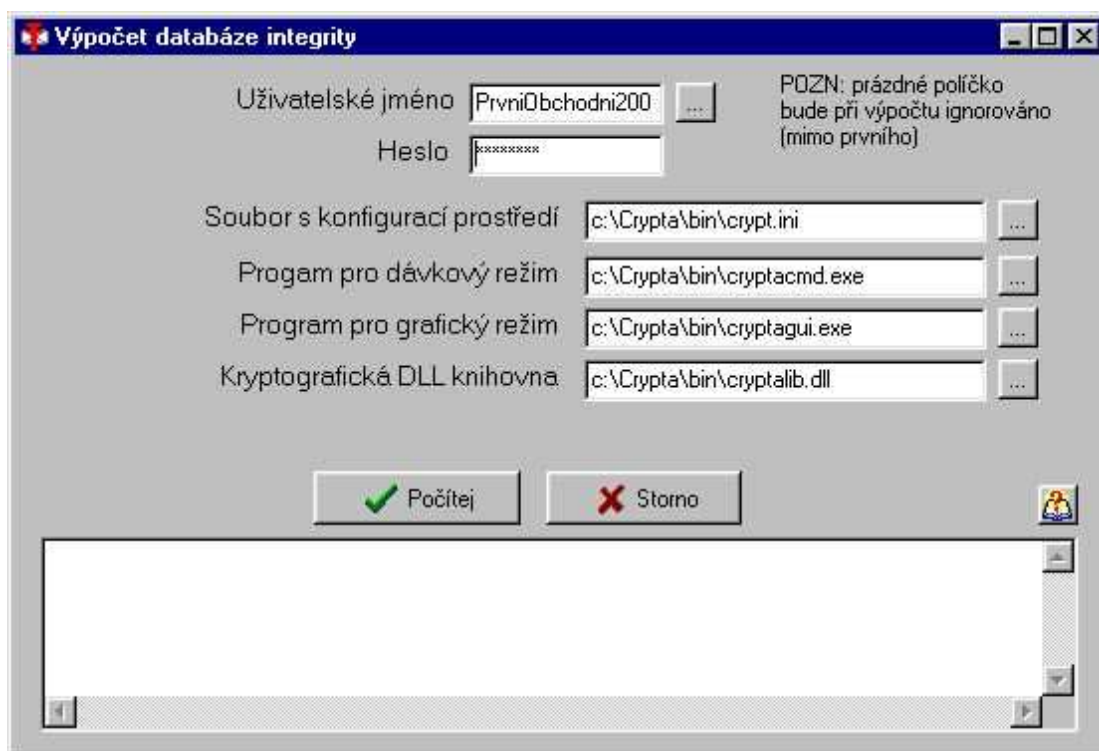 Výpočet databáze integrity
Uživatelské jméno PrvniObchodni200 ...
POZN: prázdné políčko
bude při výpočtu ignorováno
(mimo prvního)
Heslo ********
Soubor s konfigurací prostředí c:\Crypta\bin\crypt.ini ...
Progam pro dávkový režim c:\Crypta\bin\cryptacmd.exe ...
Program pro grafický režim c:\Crypta\bin\cryptagui.exe ...
Kryptografická DLL knihovna c:\Crypta\bin\cryptalib.dll ...
Počítej Storno